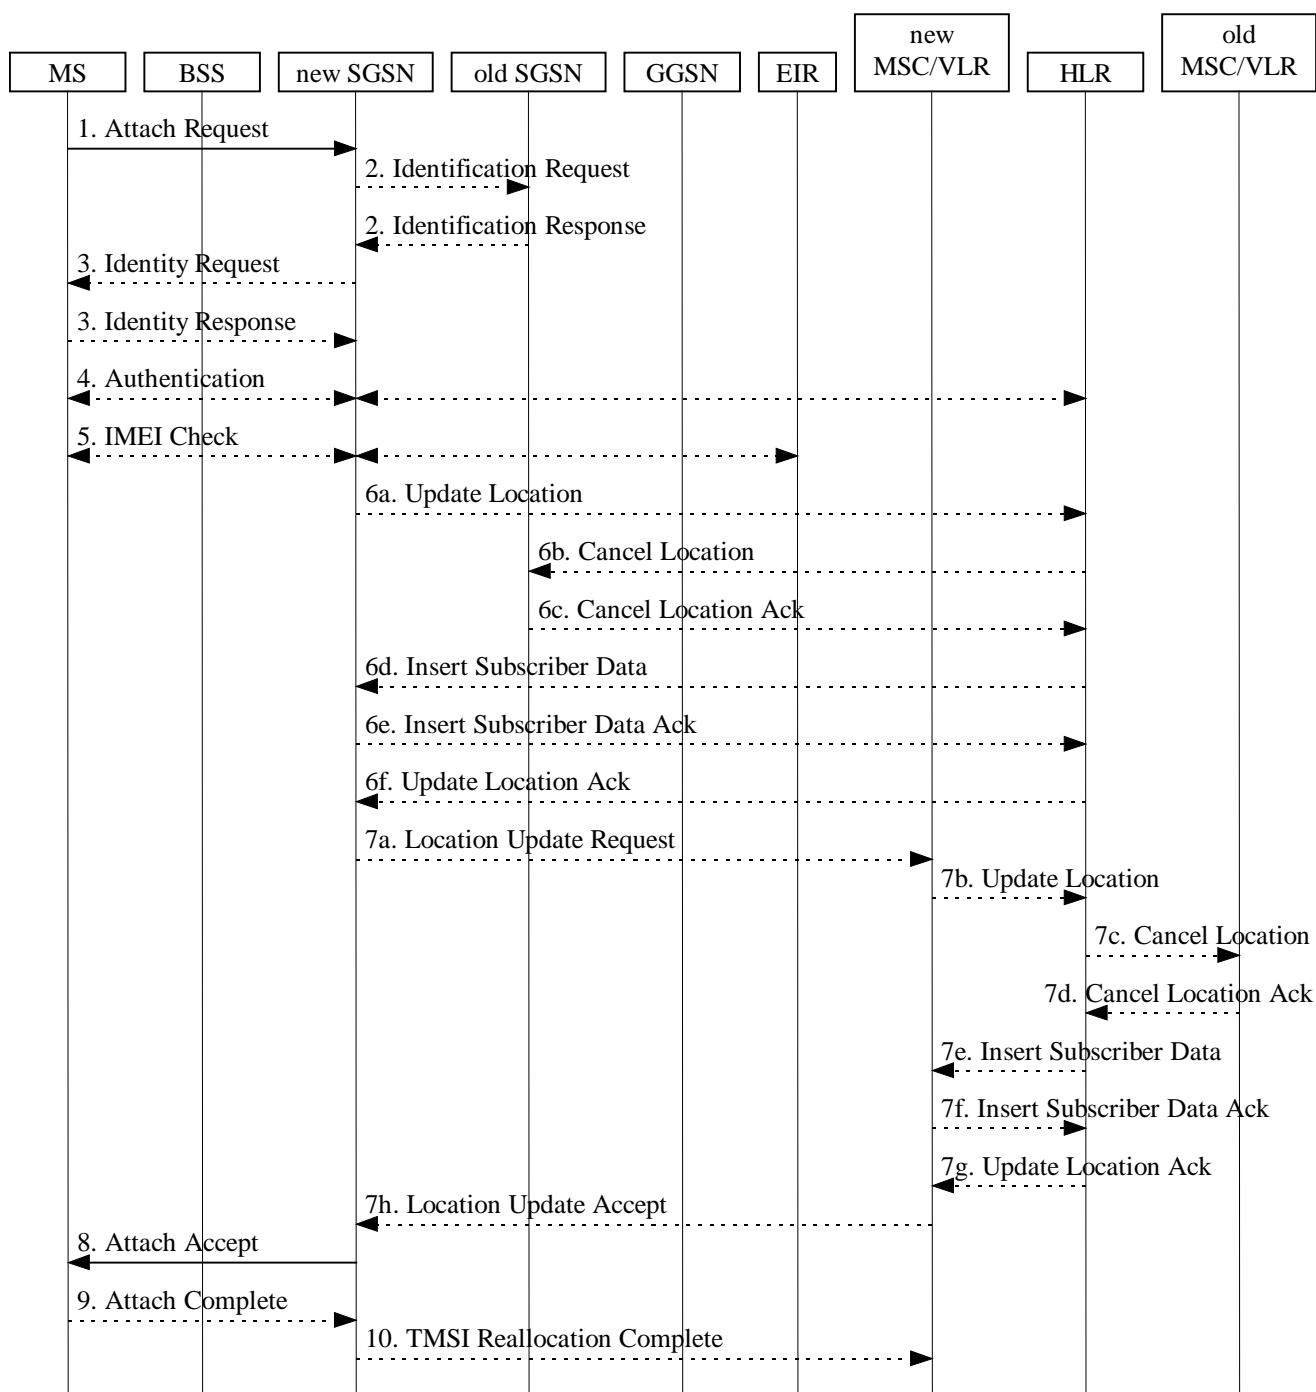 new
old
MS
BSS
new SGSN
old SGSN
GGSN
EIR
MSC/VLR
HLR
MSC/VLR
1. Attach Request
2. Identification Request
2. Identification Response
3. Identity Request
3. Identity Response
4. Authentication
5. IMEI Check
6a. Update Location
6b. Cancel Location
6c. Cancel Location Ack
6d. Insert Subscriber Data
6e. Insert Subscriber Data Ack
6f. Update Location Ack
7a. Location Update Request
7b. Update Location
7c. Cancel Location
7d. Cancel Location Ack
7e. Insert Subscriber Data
7f. Insert Subscriber Data Ack
7g. Update Location Ack
7h. Location Update Accept
8. Attach Accept
9. Attach Complete
10. TMSI Reallocation Complete